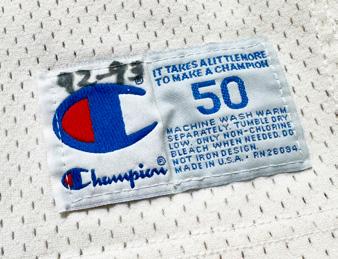 92-93
IT TAKES A LITTLE MORE
TO MAKE A CHAMPION
50
MACHINE WASH WARM
SEPARATELY. TUMBLE DRY
LOW. ONLY NON-CHLORINE
BLEACH WHEN NEEDED. DO
NOT IRON DESIGN.
MADE IN U.S.A. • RN26094.
Champion®